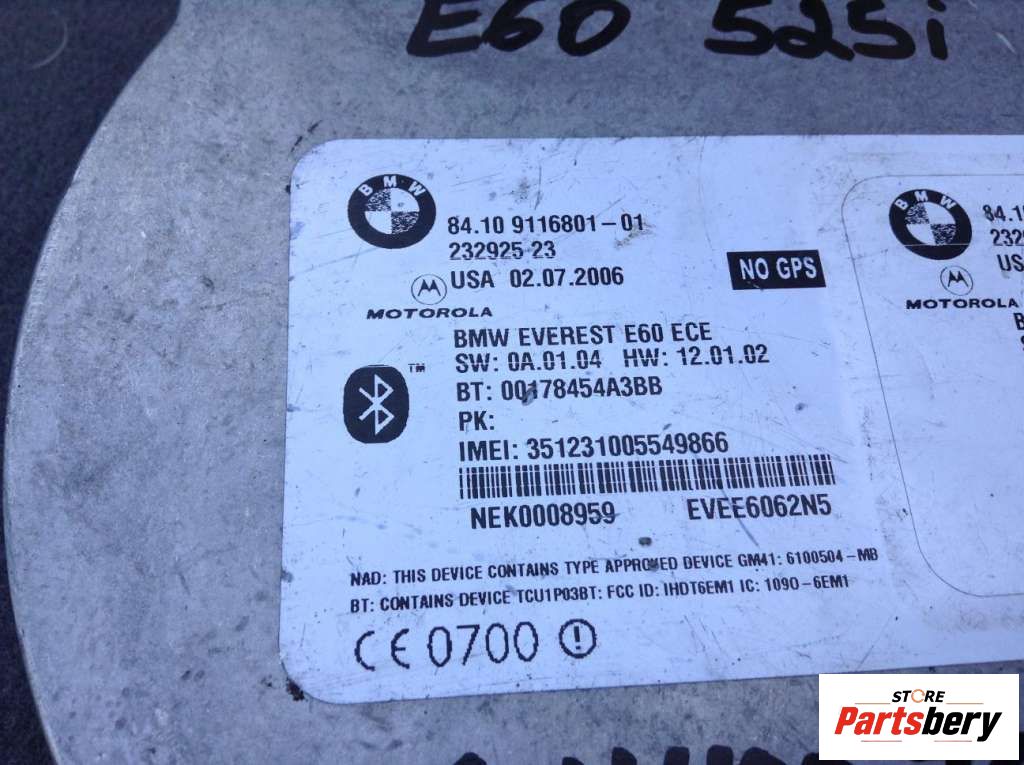 E60 525i
BMW
84.10 9116801-01
232925 23
USA 02.07.2006
NO GPS
MOTOROLA
BMW EVEREST E60 ECE
SW: 0A.01.04 HW: 12.01.02
TM
BT: 00178454A3BB
PK:
IMEI: 351231005549866
NEK0008959 EVEE6062N5
NAD: THIS DEVICE CONTAINS TYPE APPROVED DEVICE GM41: 6100504-MB
BT: CONTAINS DEVICE TCU1P03BT: FCC ID: IHDT6EM1 IC: 1090-6EM1
CE 0700
BMW
84.10
MOTOROLA
STORE
Partsbery